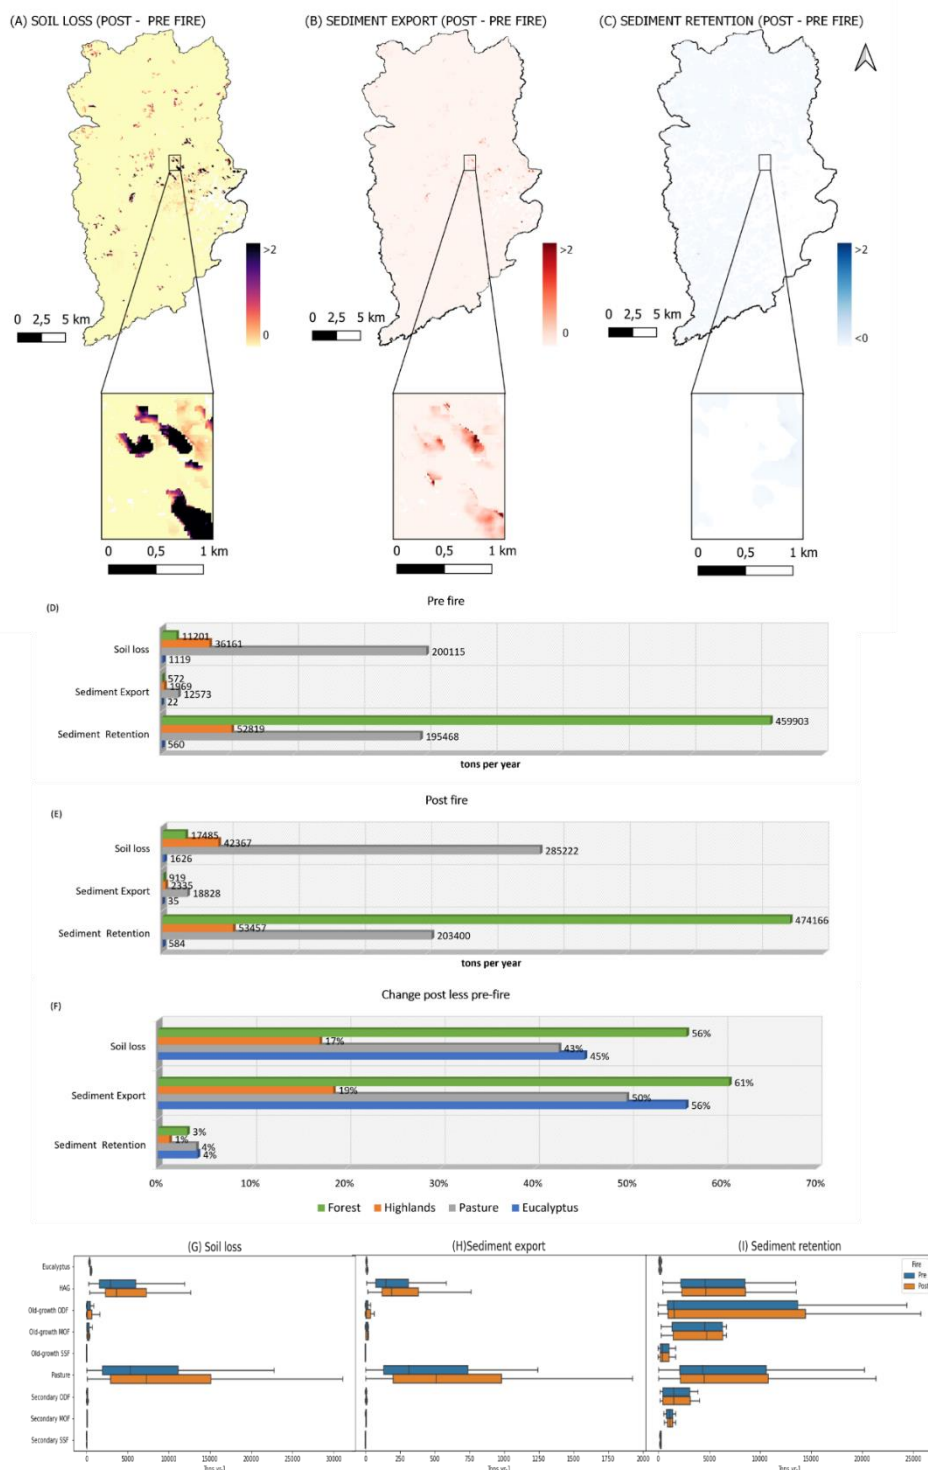 (A) SOIL LOSS (POST - PRE FIRE)
(B) SEDIMENT EXPORT (POST - PRE FIRE)
(C) SEDIMENT RETENTION (POST - PRE FIRE)
>2
0
0 2,5 5 km
>2
0
0 2,5 5 km
>2
<0
0 2,5 5 km
0 0,5 1 km
0 0,5 1 km
0 0,5 1 km
(D)
Pre fire
Soil loss
11201
36161
200115
1119
Sediment Export
572
1969
12573
22
Sediment Retention
459903
52819
195468
560
tons per year
(E)
Post fire
Soil loss
17485
42367
285222
1626
Sediment Export
919
2335
18828
35
Sediment Retention
474166
53457
203400
584
tons per year
(F)
Change post less pre-fire
Soil loss
56%
17%
43%
45%
Sediment Export
61%
19%
50%
56%
Sediment Retention
3%
1%
4%
4%
0% 10% 20% 30% 40% 50% 60% 70%
Forest Highlands Pasture Eucalyptus
(G) Soil loss
(H)Sediment export
(I) Sediment retention
Eucalyptus
HAG
Old-growth ODF
Old-growth MOF
Old-growth SSF
Pasture
Secondary ODF
Secondary MOF
Secondary SSF
Fire
Pre
Post
0 5000 10000 15000 20000 25000 30000
0 250 500 750 1000 1250 1500 1750
0 5000 10000 15000 20000 25000